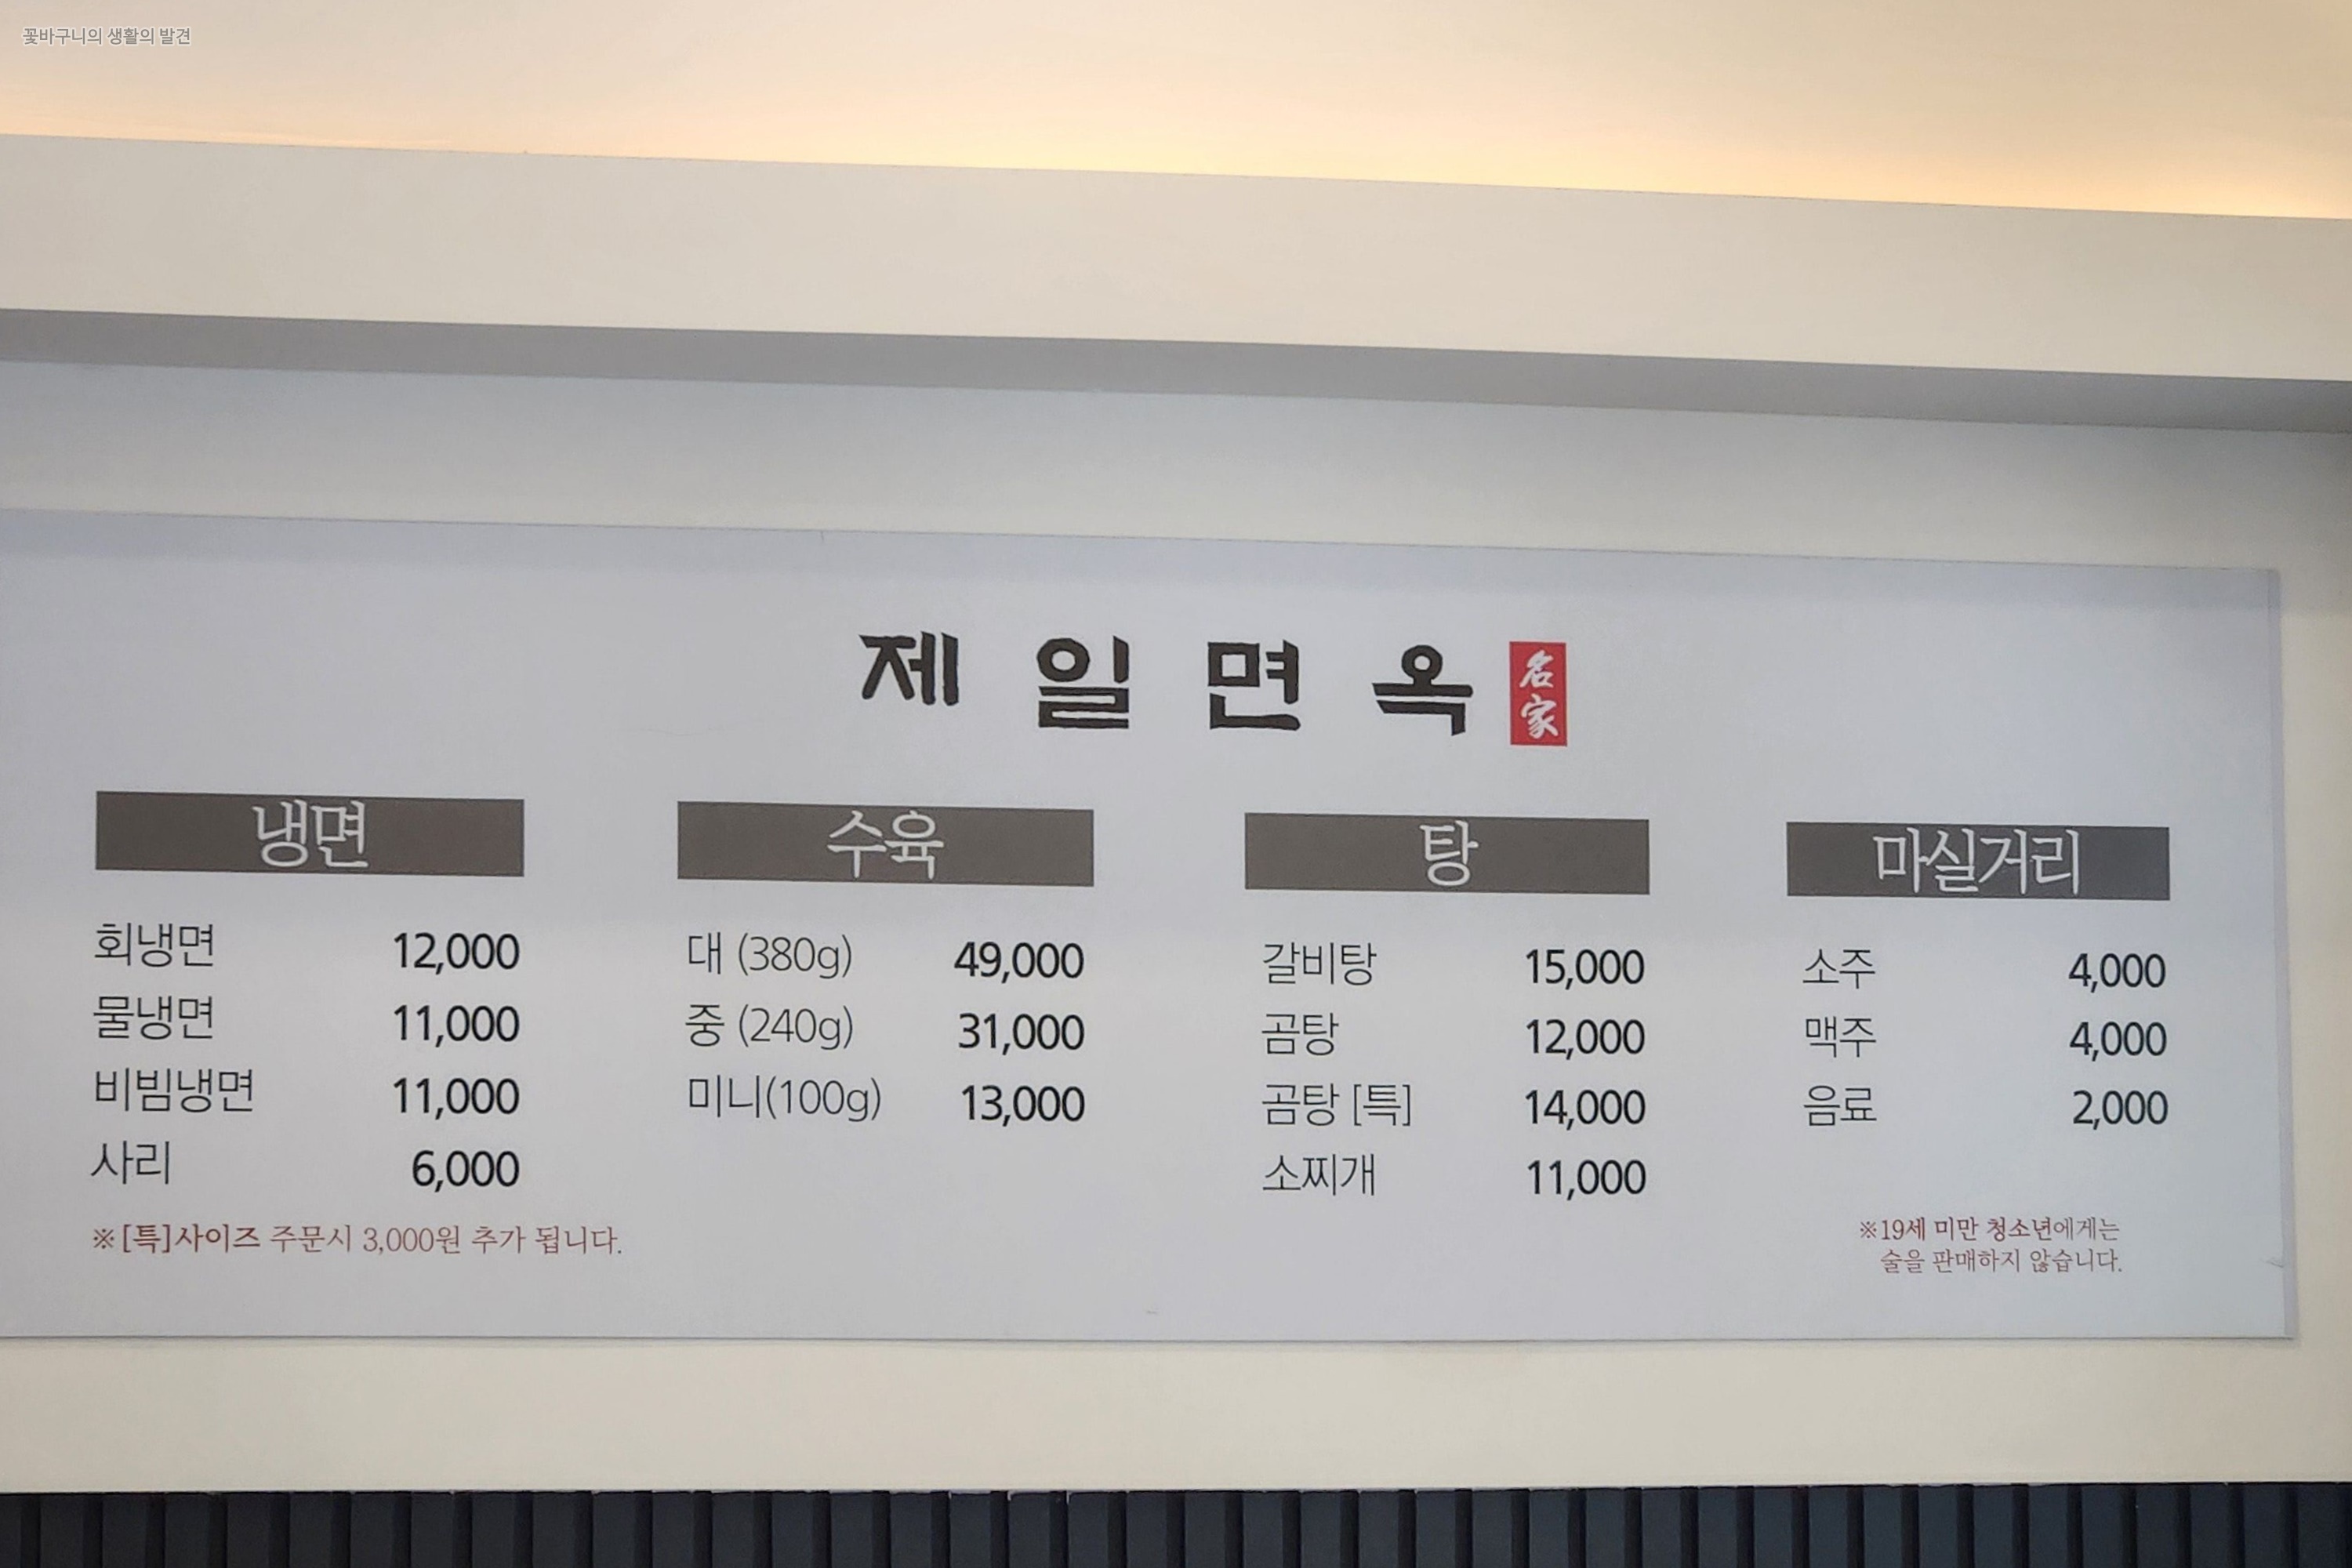 꽃바구니의 생활의 발견
제일면옥 名家
냉면
회냉면 12,000
물냉면 11,000
비빔냉면 11,000
사리 6,000
※[특]사이즈 주문시 3,000원 추가 됩니다.
수육
대 (380g) 49,000
중 (240g) 31,000
미니(100g) 13,000
탕
갈비탕 15,000
곰탕 12,000
곰탕 [특] 14,000
소찌개 11,000
마실거리
소주 4,000
맥주 4,000
음료 2,000
※19세 미만 청소년에게는
술을 판매하지 않습니다.